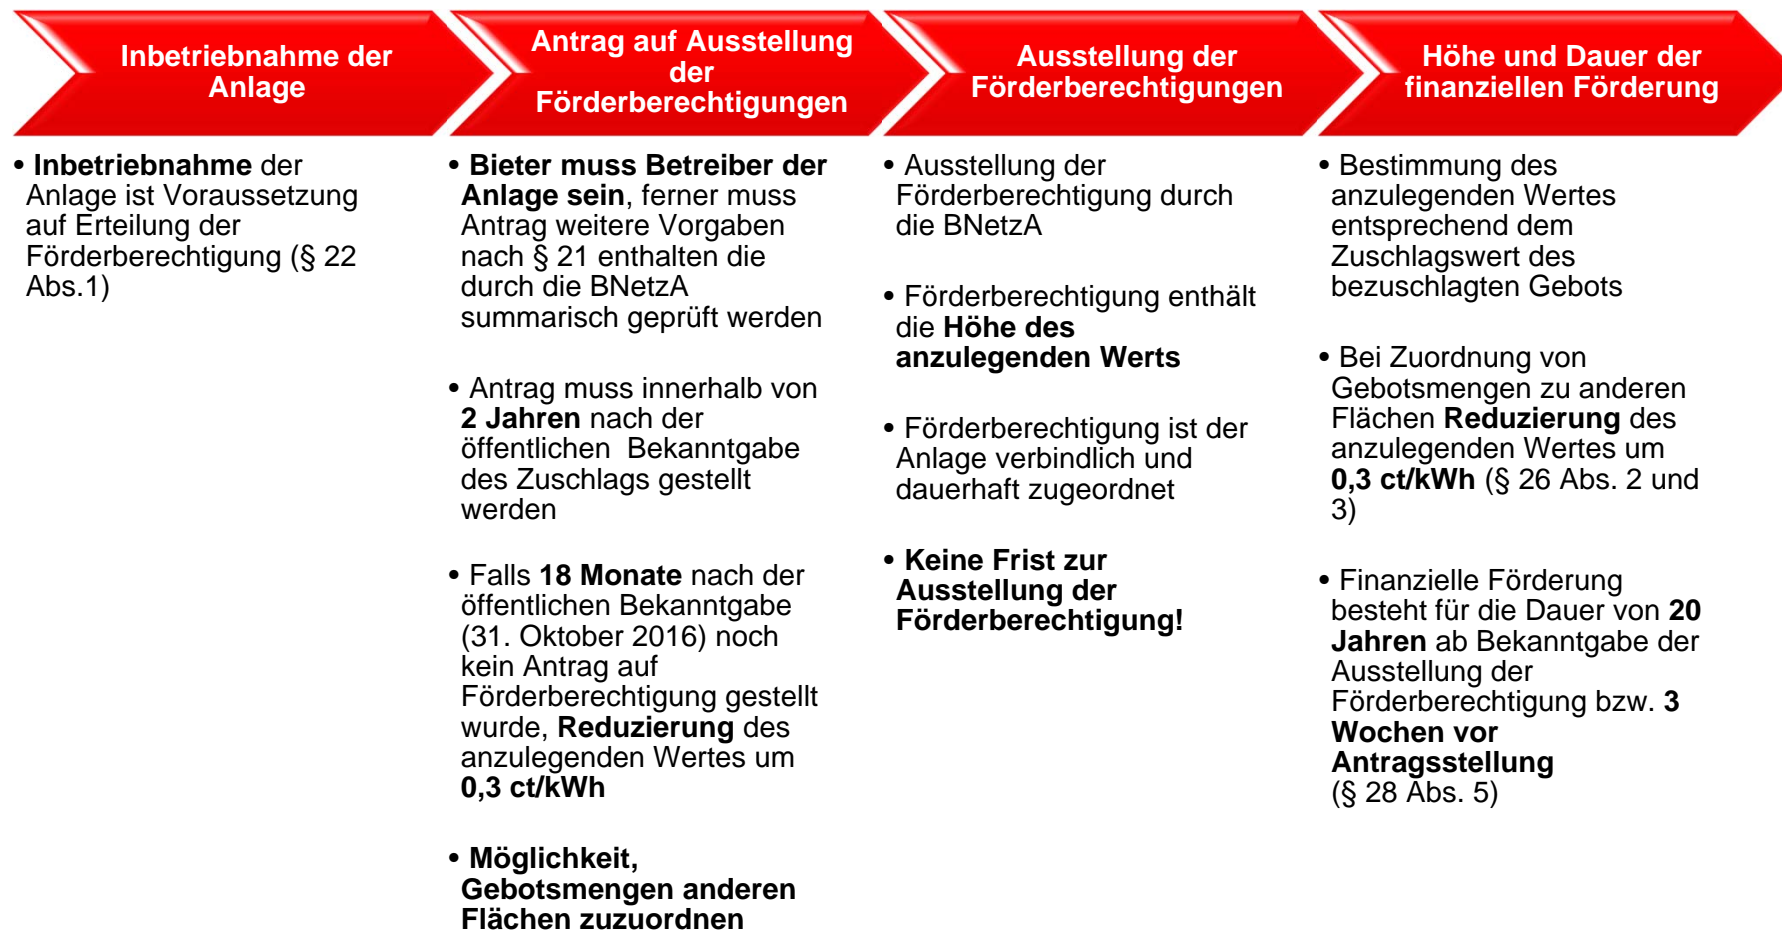 Inbetriebnahme der
Anlage
Antrag auf Ausstellung
der
Förderberechtigungen
Ausstellung der
Förderberechtigungen
Höhe und Dauer der
finanziellen Förderung
• Inbetriebnahme der
Anlage ist Voraussetzung
auf Erteilung der
Förderberechtigung (§ 22
Abs.1)
• Bieter muss Betreiber der
Anlage sein, ferner muss
Antrag weitere Vorgaben
nach § 21 enthalten die
durch die BNetzA
summarisch geprüft werden
• Antrag muss innerhalb von
2 Jahren nach der
öffentlichen Bekanntgabe
des Zuschlags gestellt
werden
• Falls 18 Monate nach der
öffentlichen Bekanntgabe
(31. Oktober 2016) noch
kein Antrag auf
Förderberechtigung gestellt
wurde, Reduzierung des
anzulegenden Wertes um
0,3 ct/kWh
• Möglichkeit,
Gebotsmengen anderen
Flächen zuzuordnen
• Ausstellung der
Förderberechtigung durch
die BNetzA
• Förderberechtigung enthält
die Höhe des
anzulegenden Werts
• Förderberechtigung ist der
Anlage verbindlich und
dauerhaft zugeordnet
• Keine Frist zur
Ausstellung der
Förderberechtigung!
• Bestimmung des
anzulegenden Wertes
entsprechend dem
Zuschlagswert des
bezuschlagten Gebots
• Bei Zuordnung von
Gebotsmengen zu anderen
Flächen Reduzierung des
anzulegenden Wertes um
0,3 ct/kWh (§ 26 Abs. 2 und
3)
• Finanzielle Förderung
besteht für die Dauer von 20
Jahren ab Bekanntgabe der
Ausstellung der
Förderberechtigung bzw. 3
Wochen vor
Antragsstellung
(§ 28 Abs. 5)